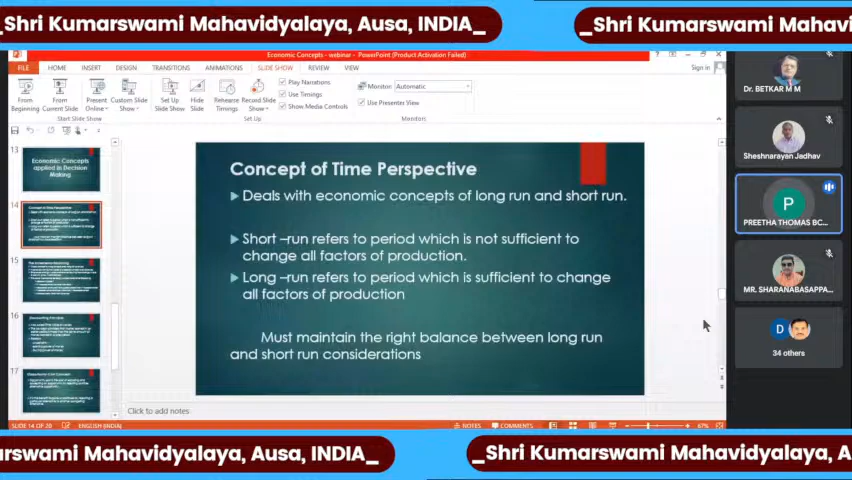 _Shri Kumarswami Mahavidyalaya, Ausa, INDIA_
_Shri Kumarswami Mahavi
Economic Concepts - webinar - PowerPoint (Product Activation Failed)
FILE HOME INSERT DESIGN TRANSITIONS ANIMATIONS SLIDE SHOW REVIEW VIEW
Sign in
From Beginning
From Current Slide
Present Online
Custom Slide Show
Set Up Slide Show
Hide Slide
Rehearse Timings
Record Slide Show
Play Narrations
Use Timings
Show Media Controls
Monitor: Automatic
Use Presenter View
Start Slide Show
Set Up
Monitors
13
Economic Concepts applied in Decision Making
14
15
16
17
Concept of Time Perspective
Deals with economic concepts of long run and short run.
Short –run refers to period which is not sufficient to
change all factors of production.
Long –run refers to period which is sufficient to change
all factors of production
Must maintain the right balance between long run
and short run considerations
Click to add notes
SLIDE 14 OF 20
ENGLISH (INDIA)
NOTES
COMMENTS
67%
Dr. BETKAR M M
Sheshnarayan Jadhav
P
PREETHA THOMAS BC...
MR. SHARANABASAPPA...
D
34 others
arswami Mahavidyalaya, Ausa, INDIA_
_Shri Kumarswami Mahavidyalaya, A